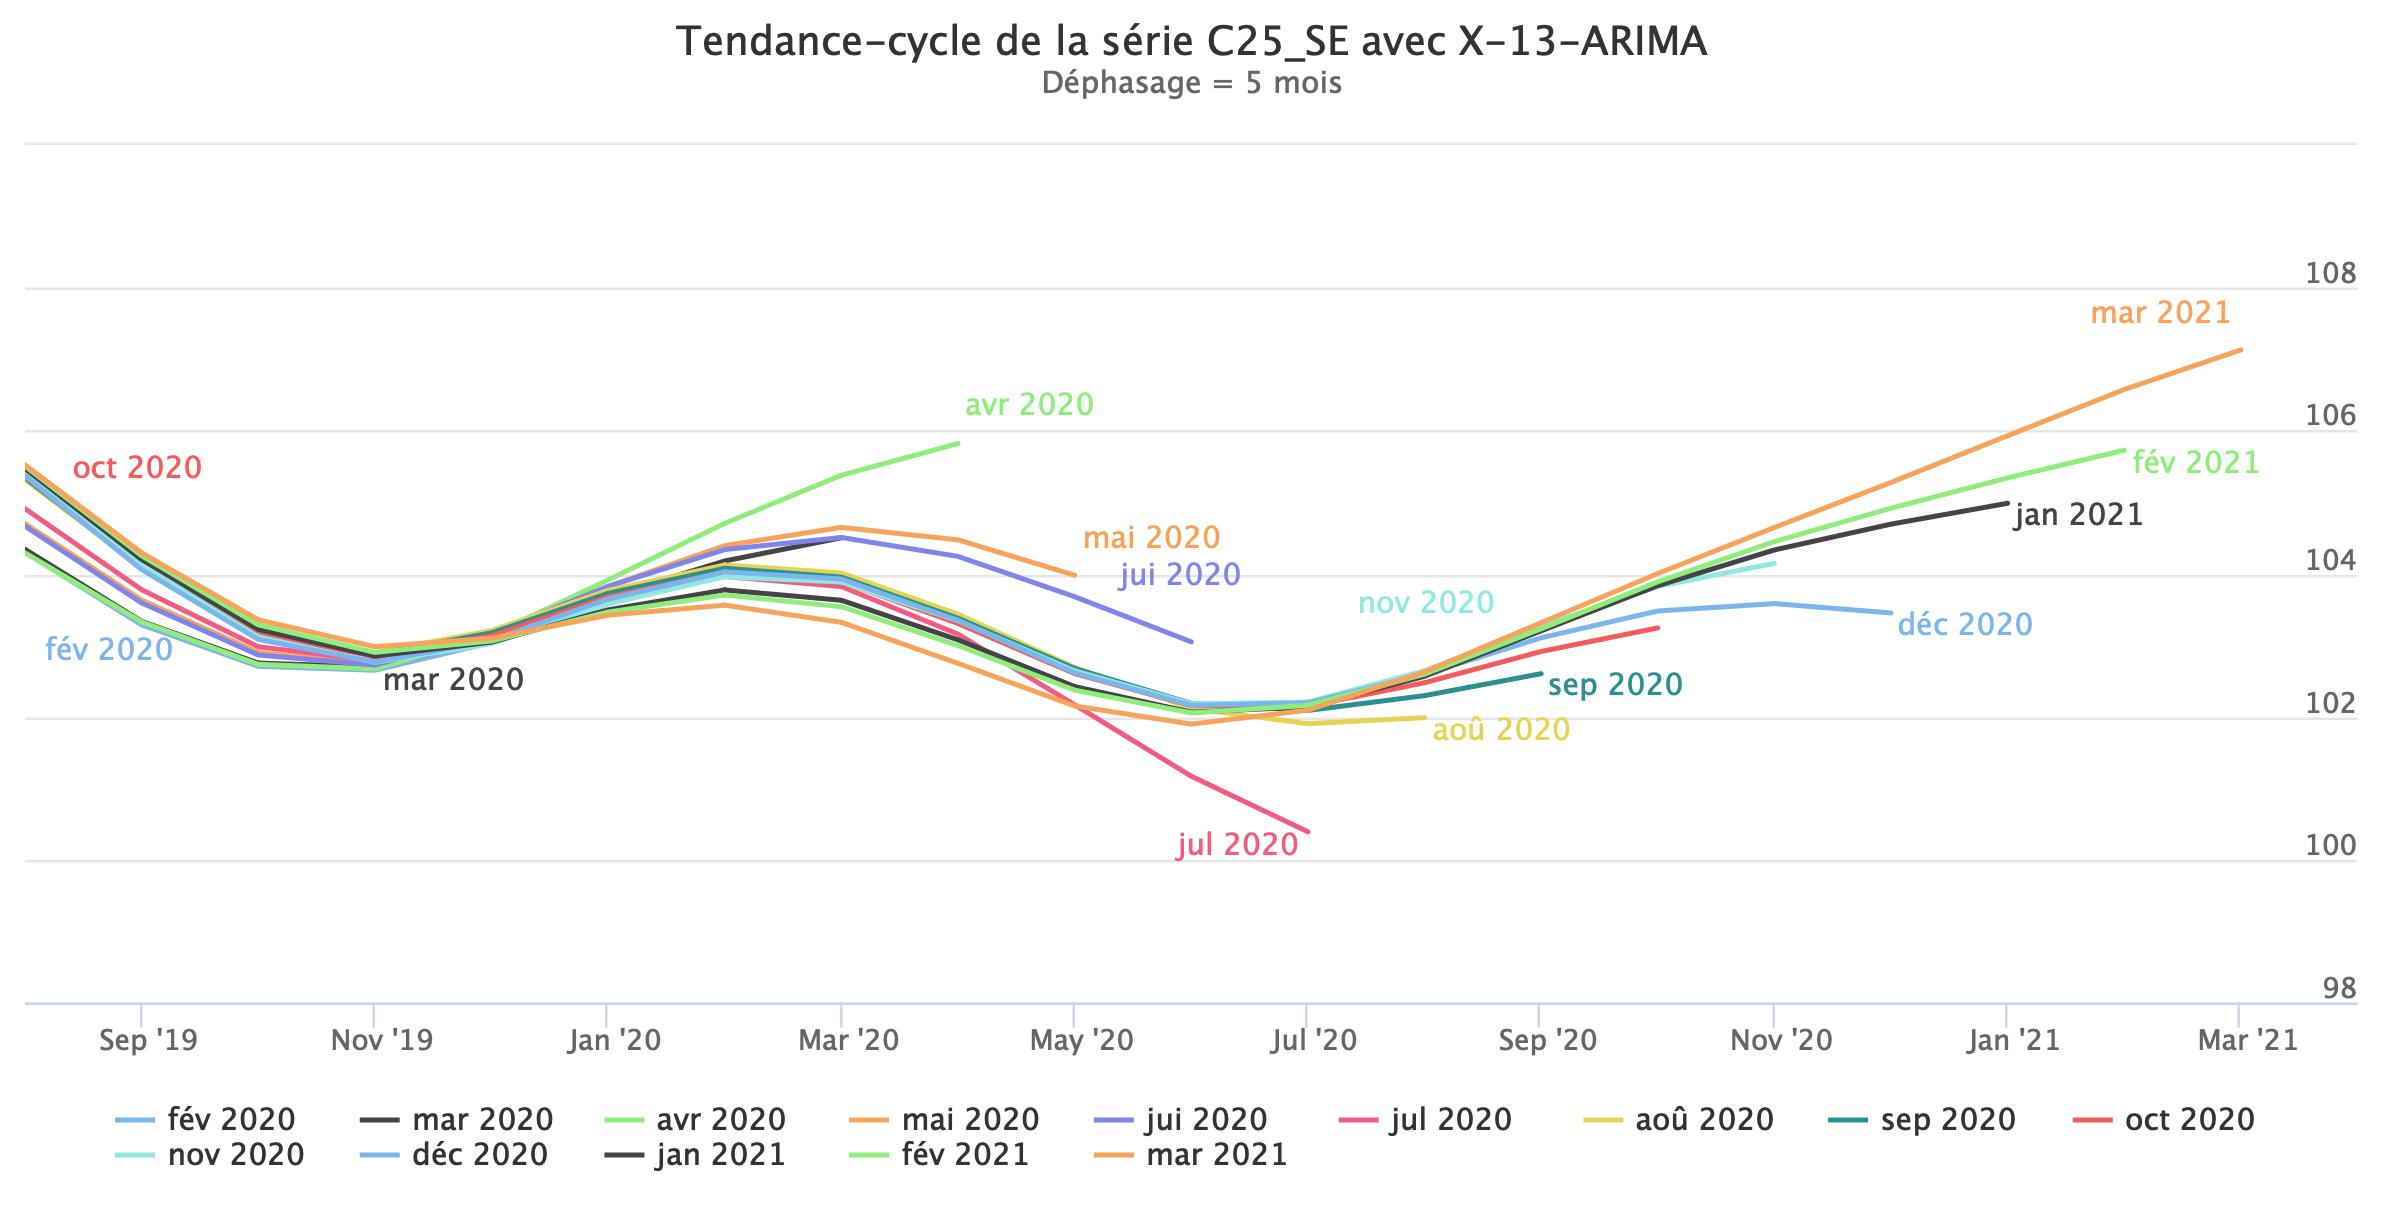 Tendance-cycle de la série C25_SE avec X-13-ARIMA
Déphasage = 5 mois
108
mar 2021
avr 2020
106
oct 2020
fév 2021
jan 2021
mai 2020
104
jui 2020
nov 2020
déc 2020
fév 2020
mar 2020
sep 2020
102
aoû 2020
jul 2020
100
98
Sep '19 Nov '19 Jan '20 Mar '20 May '20 Jul '20 Sep '20 Nov '20 Jan '21 Mar '21
fév 2020 mar 2020 avr 2020 mai 2020 jui 2020 jul 2020 aoû 2020 sep 2020 oct 2020
nov 2020 déc 2020 jan 2021 fév 2021 mar 2021